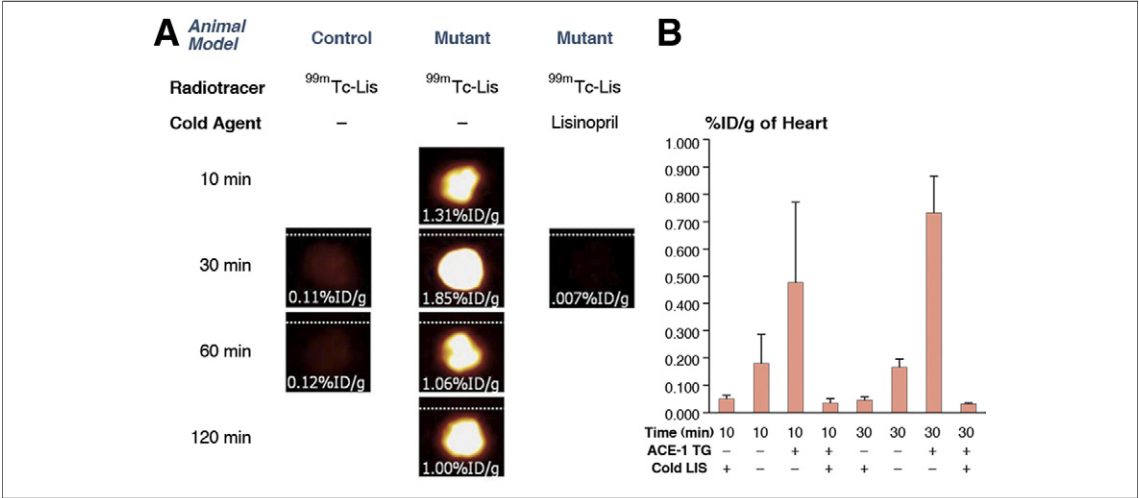 A Animal Model Control Mutant Mutant
Radiotracer 99mTc-Lis 99mTc-Lis 99mTc-Lis
Cold Agent – – Lisinopril
10 min
1.31%ID/g
30 min
0.11%ID/g 1.85%ID/g .007%ID/g
60 min
0.12%ID/g 1.06%ID/g
120 min
1.00%ID/g
B
%ID/g of Heart
1.000
0.900
0.800
0.700
0.600
0.500
0.400
0.300
0.200
0.100
0.000
Time (min) 10 10 10 10 30 30 30 30
ACE-1 TG – – + + – – + +
Cold LIS + – – + + – – +